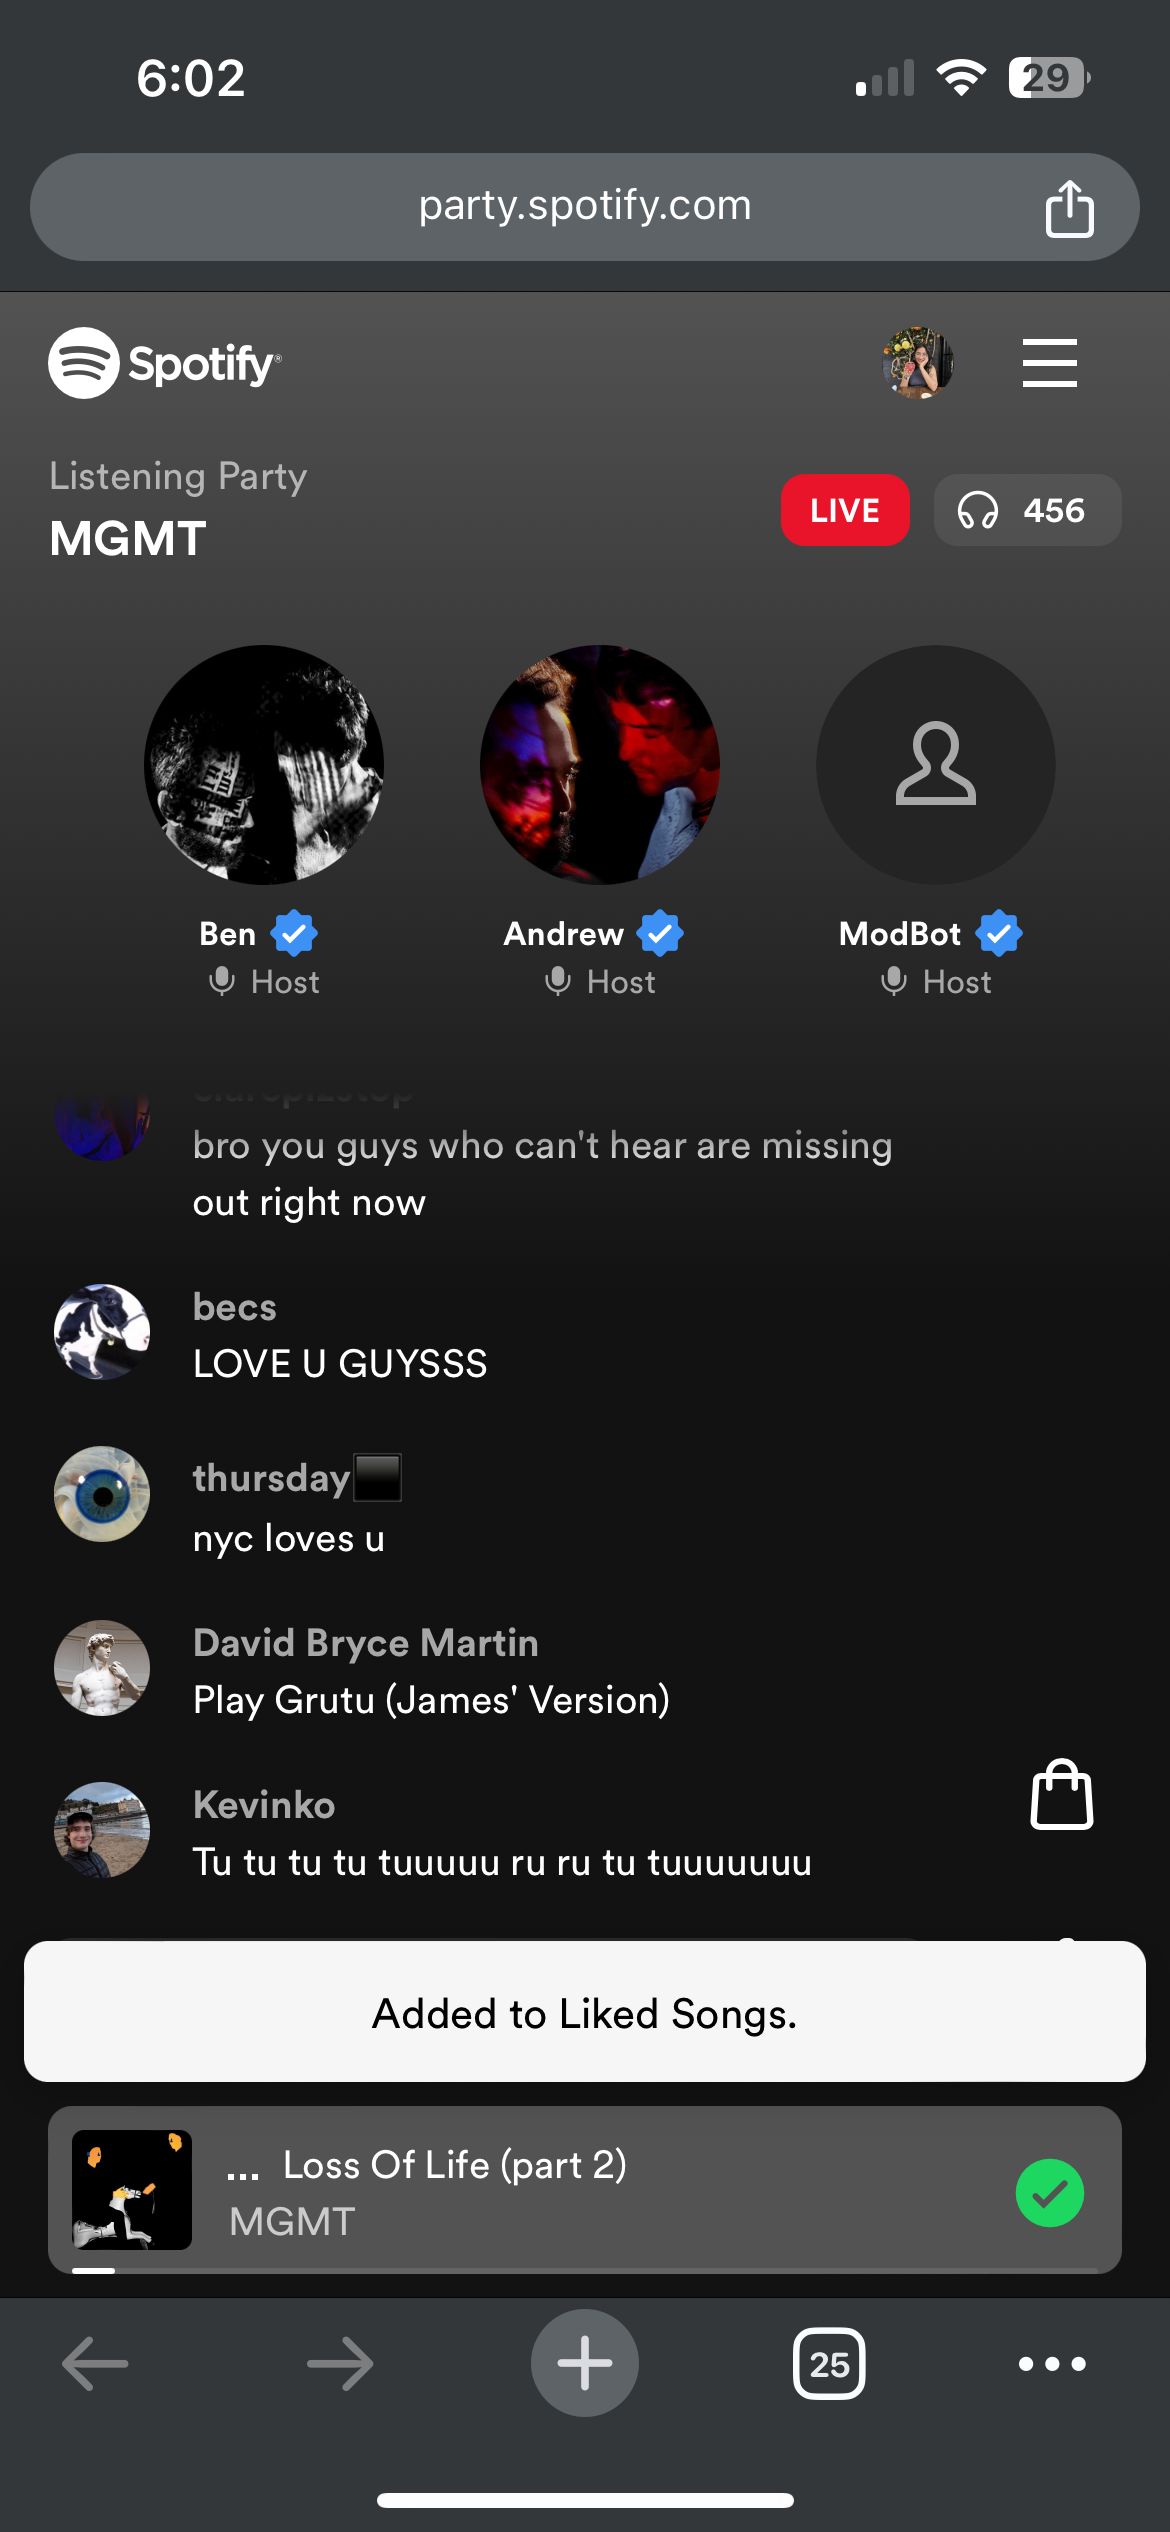 6:02
29
party.spotify.com
Spotify®
Listening Party
MGMT
LIVE
456
Ben
Host
Andrew
Host
ModBot
Host
bro you guys who can't hear are missing
out right now
becs
LOVE U GUYSSS
thursday
nyc loves u
David Bryce Martin
Play Grutu (James' Version)
Kevinko
Tu tu tu tu tuuuuu ru ru tu tuuuuuuu
Added to Liked Songs.
... Loss Of Life (part 2)
MGMT
25